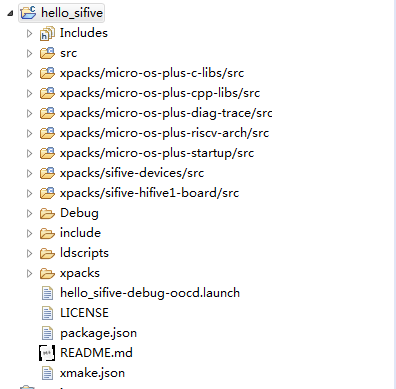 hello_sifive
Includes
src
xpacks/micro-os-plus-c-libs/src
xpacks/micro-os-plus-cpp-libs/src
xpacks/micro-os-plus-diag-trace/src
xpacks/micro-os-plus-riscv-arch/src
xpacks/micro-os-plus-startup/src
xpacks/sifive-devices/src
xpacks/sifive-hifive1-board/src
Debug
include
ldscripts
xpacks
hello_sifive-debug-oocd.launch
LICENSE
package.json
README.md
xmake.json